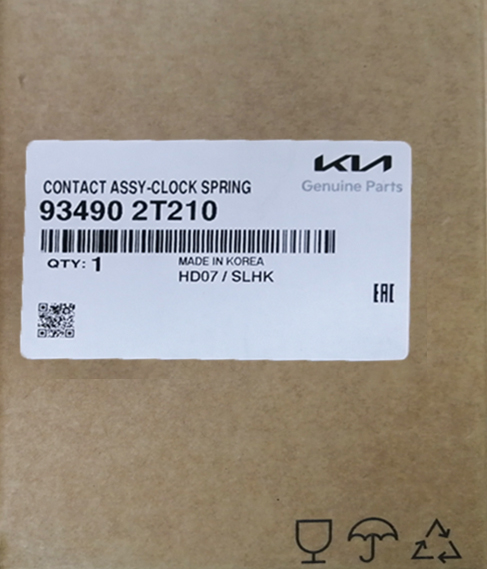 KIA
Genuine Parts
CONTACT ASSY-CLOCK SPRING
93490 2T210
QTY: 1
MADE IN KOREA
HD07 / SLHK
EAC